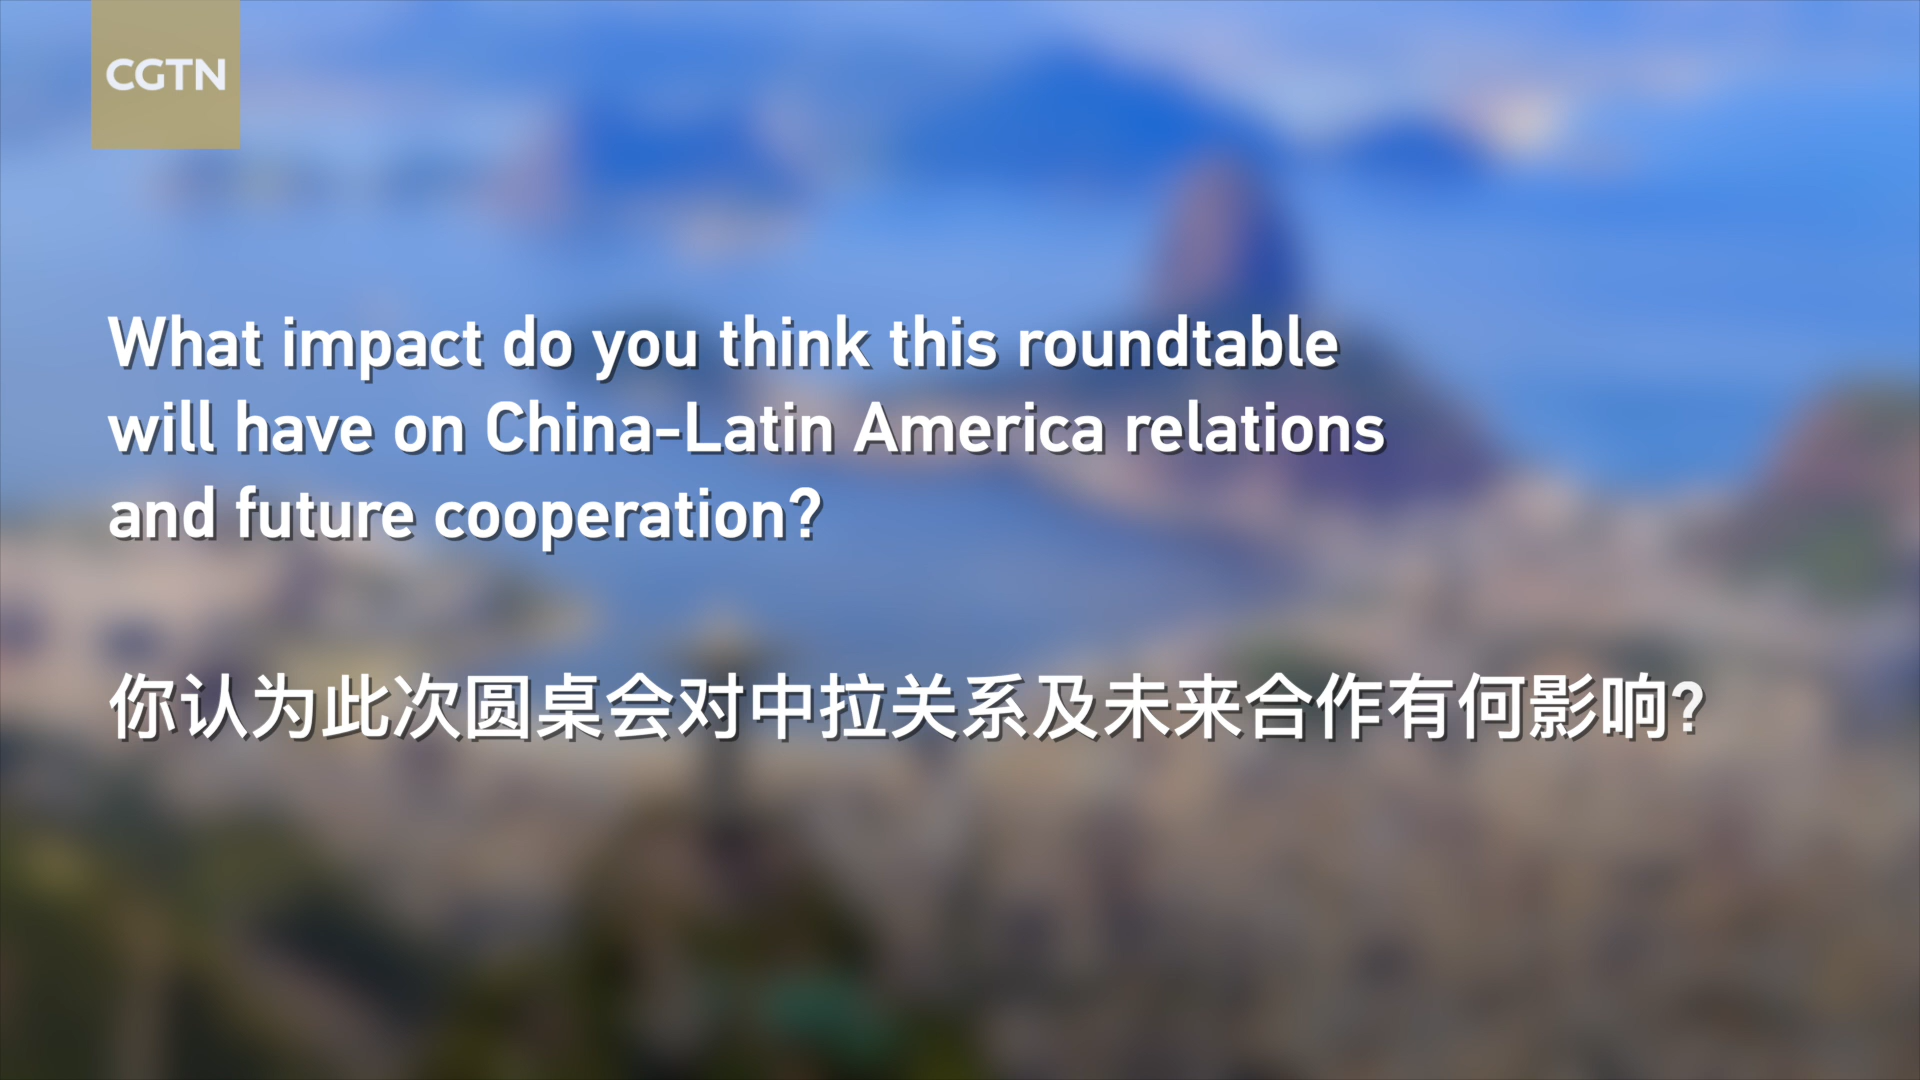 CGTN
What impact do you think this roundtable
will have on China-Latin America relations
and future cooperation?
你认为此次圆桌会对中拉关系及未来合作有何影响?